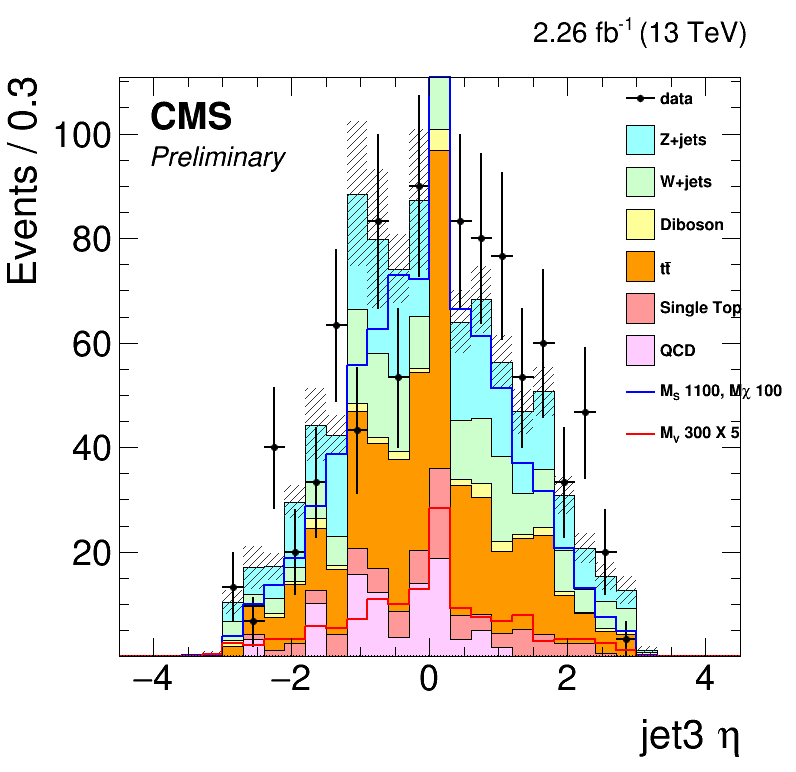 2.26 fb-1 (13 TeV)
Events / 0.3
CMS
Preliminary
100
80
60
40
20
data
Z+jets
W+jets
Diboson
tt̄
Single Top
QCD
MS 1100, Mχ 100
MV 300 X 5
−4 −2 0 2 4
jet3 η